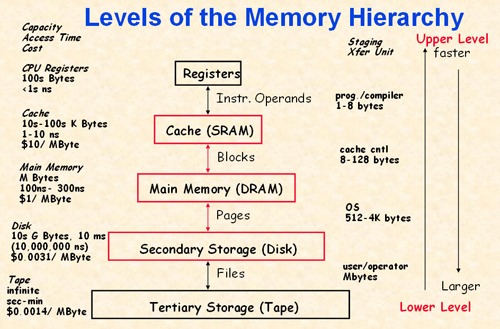 Levels of the Memory Hierarchy
Capacity
Access Time
Cost
CPU Registers
100s Bytes
<1s ns
Cache
10s-100s K Bytes
1-10 ns
$10/ MByte
Main Memory
M Bytes
100ns- 300ns
$1/ MByte
Disk
10s G Bytes, 10 ms
(10,000,000 ns)
$0.0031/ MByte
Tape
infinite
sec-min
$0.0014/ MByte
Registers
Instr. Operands
Cache (SRAM)
Blocks
Main Memory (DRAM)
Pages
Secondary Storage (Disk)
Files
Tertiary Storage (Tape)
Staging
Xfer Unit
prog./compiler
1-8 bytes
cache cntl
8-128 bytes
OS
512-4K bytes
user/operator
Mbytes
Upper Level
faster
Larger
Lower Level